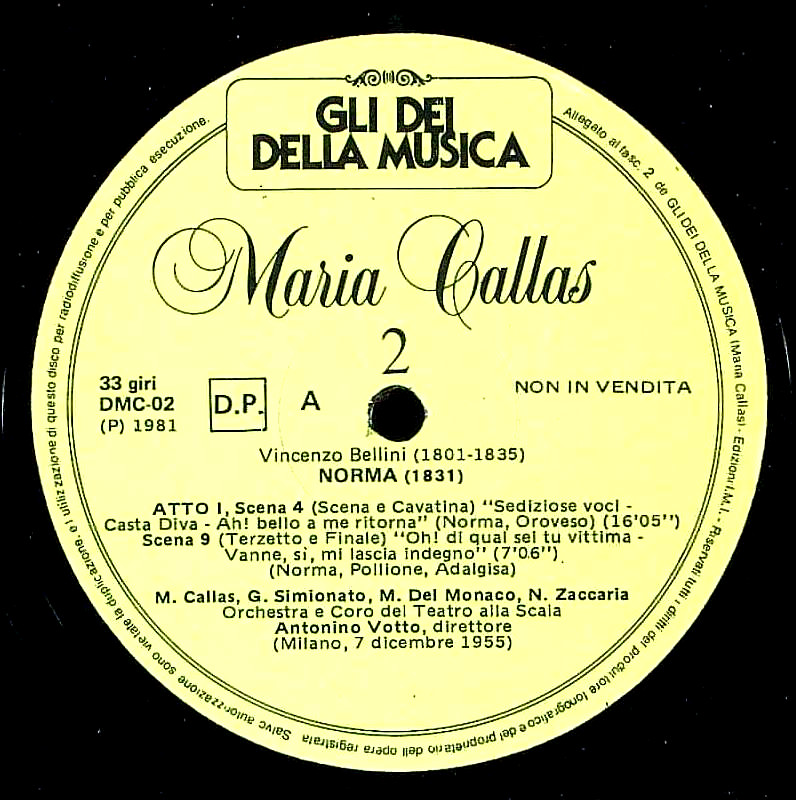 GLI DEI
DELLA MUSICA
Maria Callas
2
33 giri
DMC-02
(P) 1981
D.P.
A
NON IN VENDITA
Vincenzo Bellini (1801-1835)
NORMA (1831)
ATTO I, Scena 4 (Scena e Cavatina) "Sediziose voci -
Casta Diva - Ah! bello a me ritorna" (Norma, Oroveso) (16'05")
Scena 9 (Terzetto e Finale) "Oh! di qual sei tu vittima -
Vanne, sì, mi lascia indegno" (7'06")
(Norma, Pollione, Adalgisa)
M. Callas, G. Simionato, M. Del Monaco, N. Zaccaria
Orchestra e Coro del Teatro alla Scala
Antonino Votto, direttore
(Milano, 7 dicembre 1955)
Allegato al fasc. 2 de GLI DEI DELLA MUSICA (Maria Callas) - Edizioni I.M.I. - Riservati tutti i diritti del produttore fonografico e del proprietario dell opera registrata Salvo autorizzazione sono vietate la duplicazione, e l utilizzazione di questo disco per radiodiffusione e per pubblica esecuzione.